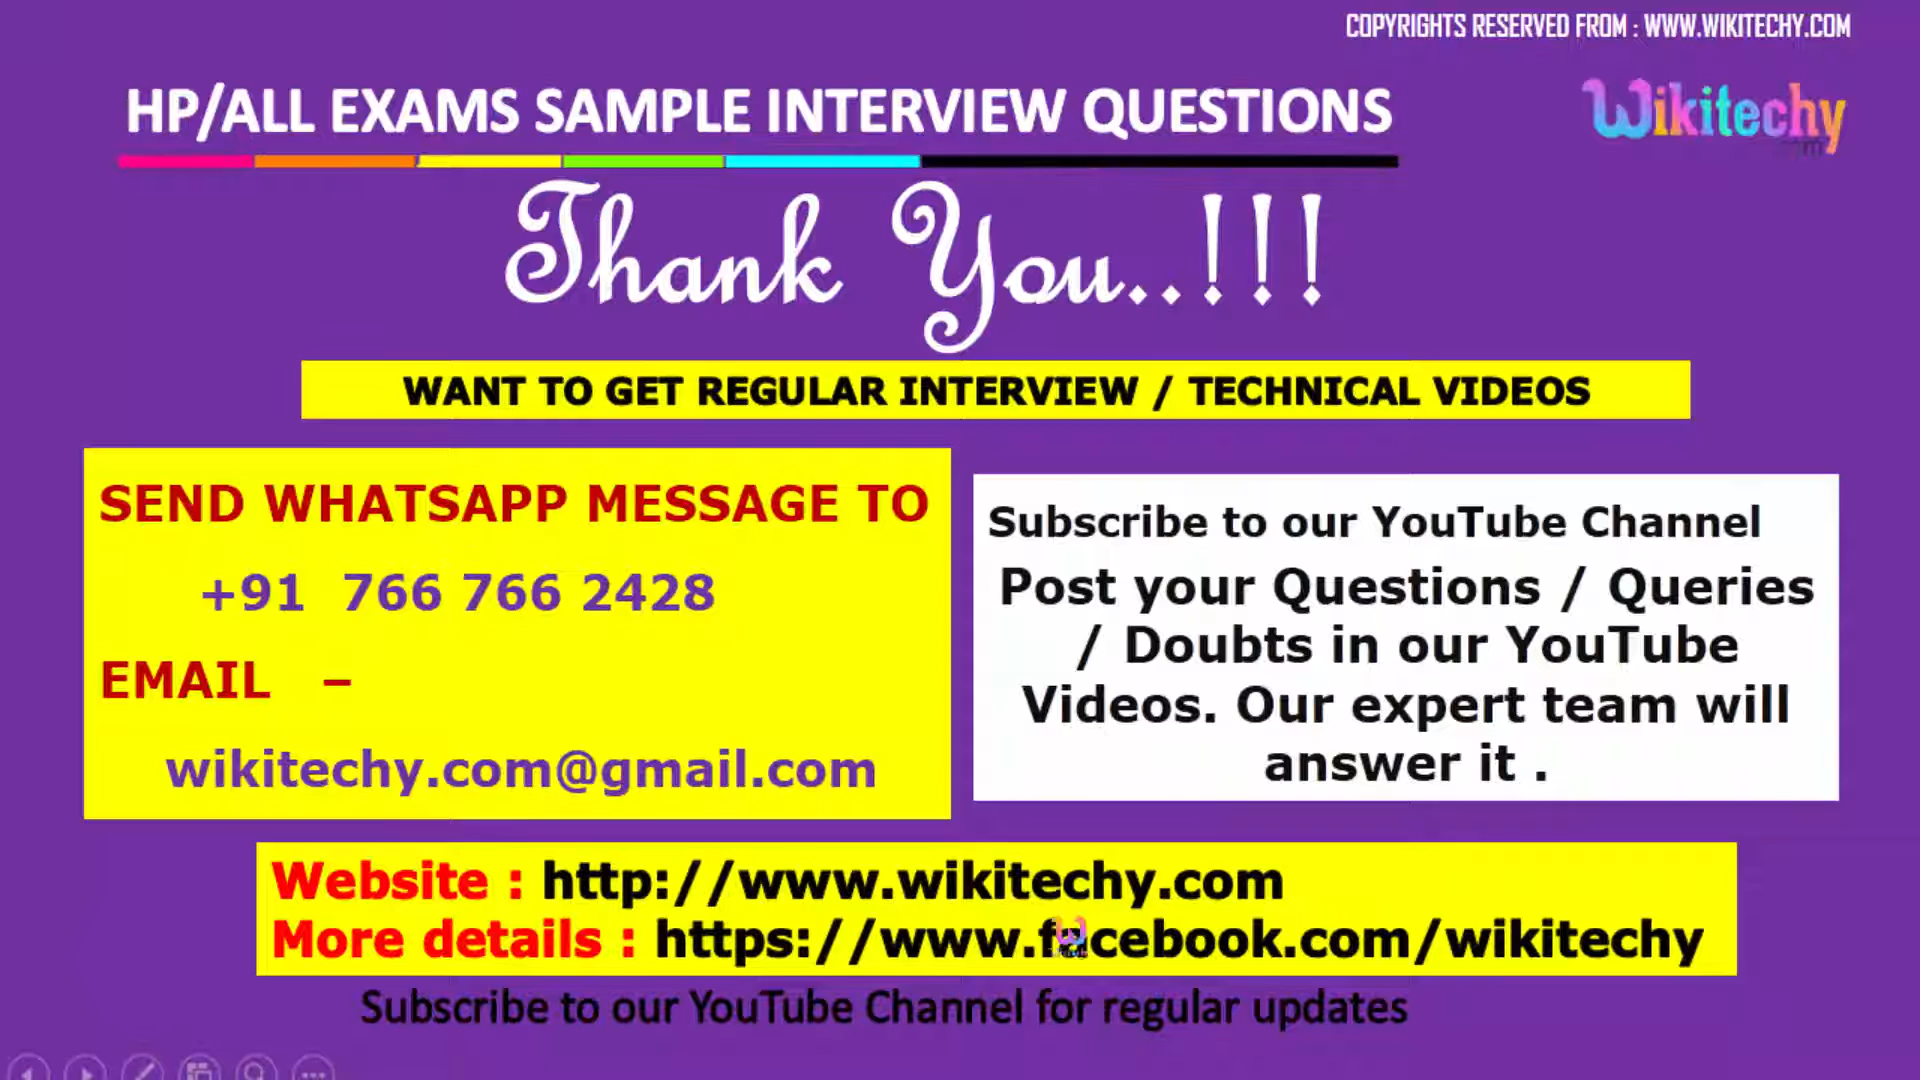 COPYRIGHTS RESERVED FROM : WWW.WIKITECHY.COM
HP/ALL EXAMS SAMPLE INTERVIEW QUESTIONS
Wikitechy
.com
Thank You..!!!
WANT TO GET REGULAR INTERVIEW / TECHNICAL VIDEOS
SEND WHATSAPP MESSAGE TO
+91 766 766 2428
EMAIL –
wikitechy.com@gmail.com
Subscribe to our YouTube Channel
Post your Questions / Queries
/ Doubts in our YouTube
Videos. Our expert team will
answer it .
Website : http://www.wikitechy.com
More details : https://www.facebook.com/wikitechy
Subscribe to our YouTube Channel for regular updates